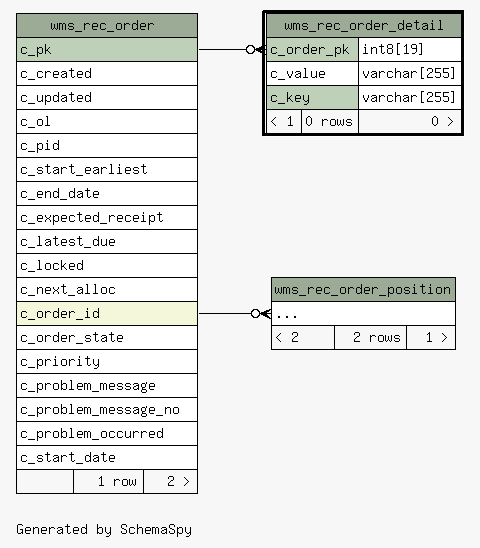 wms_rec_order
c_pk
c_created
c_updated
c_ol
c_pid
c_start_earliest
c_end_date
c_expected_receipt
c_latest_due
c_locked
c_next_alloc
c_order_id
c_order_state
c_priority
c_problem_message
c_problem_message_no
c_problem_occurred
c_start_date
1 row 2 >
wms_rec_order_detail
c_order_pk int8[19]
c_value varchar[255]
c_key varchar[255]
< 1 0 rows 0 >
wms_rec_order_position
...
< 2 2 rows 1 >
Generated by SchemaSpy